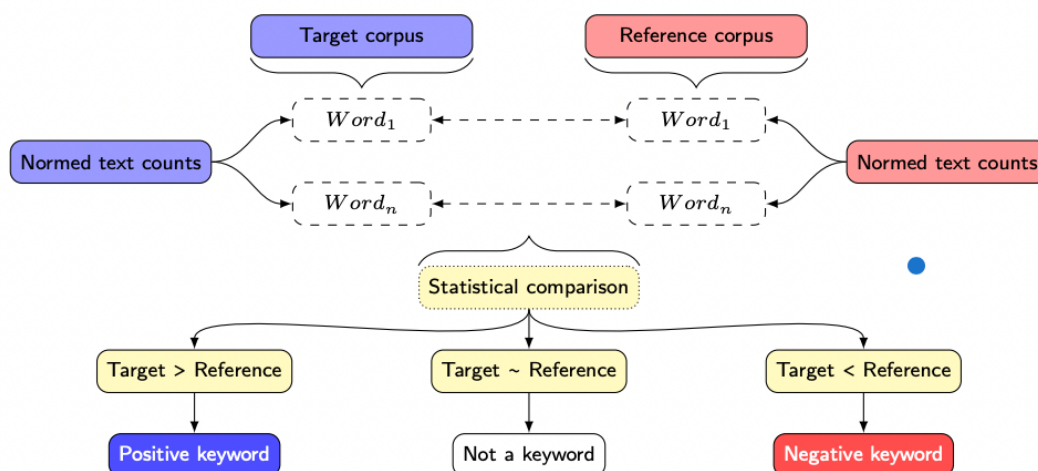 Target corpus
Reference corpus
Word₁
Word₁
Normed text counts
Normed text counts
Wordₙ
Wordₙ
Statistical comparison
Target > Reference
Target ~ Reference
Target < Reference
Positive keyword
Not a keyword
Negative keyword